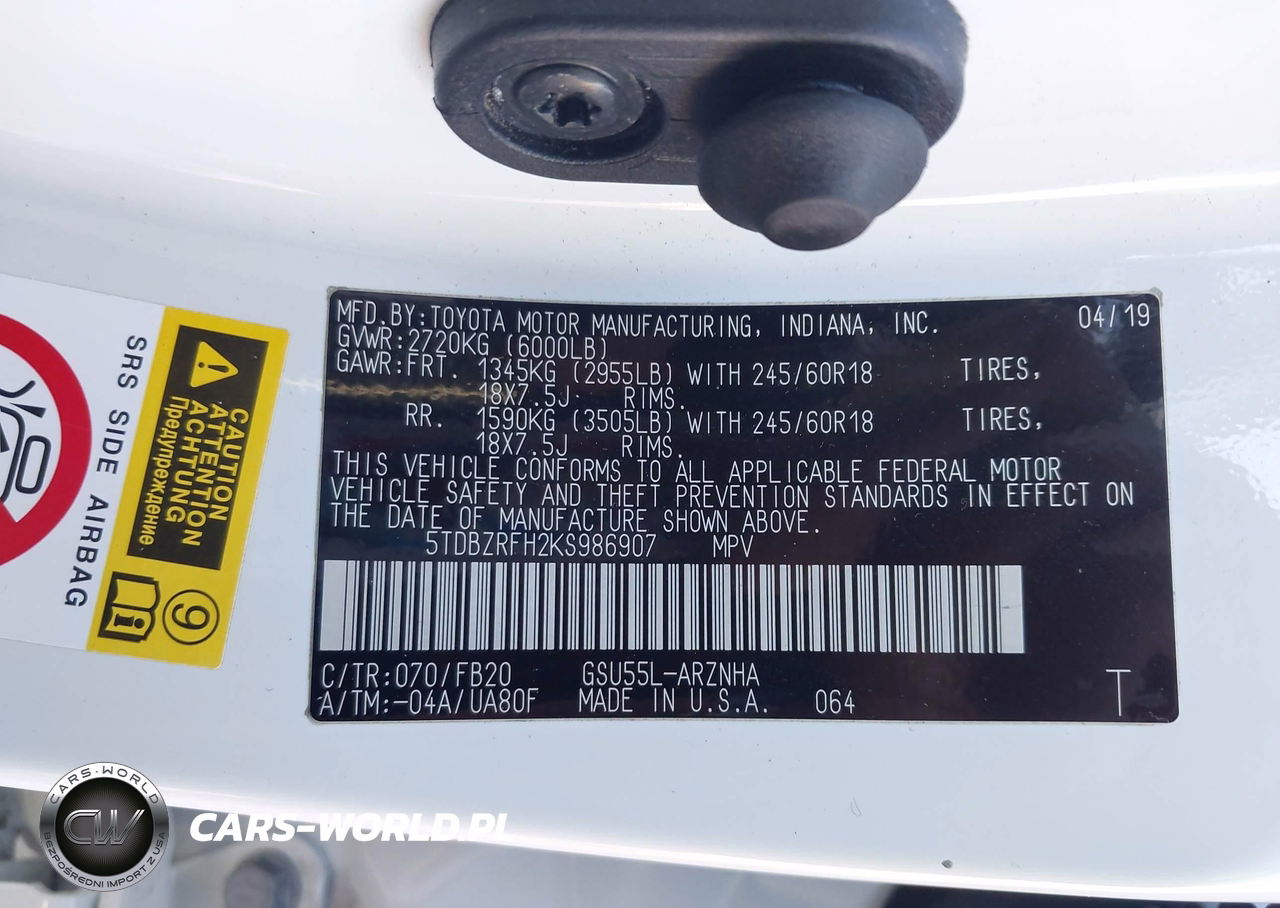 MFD.BY:TOYOTA MOTOR MANUFACTURING, INDIANA, INC. 04/19
GVWR:2720KG (6000LB)
GAWR:FRT. 1345KG (2955LB) WITH 245/60R18 TIRES,
18X7.5J RIMS.
RR. 1590KG (3505LB) WITH 245/60R18 TIRES,
18X7.5J RIMS.
THIS VEHICLE CONFORMS TO ALL APPLICABLE FEDERAL MOTOR
VEHICLE SAFETY AND THEFT PREVENTION STANDARDS IN EFFECT ON
THE DATE OF MANUFACTURE SHOWN ABOVE.
5TDBZRFH2KS986907 MPV
C/TR:070/FB20 GSU55L-ARZNHA
A/TM:-04A/UA80F MADE IN U.S.A. 064 T
CAUTION
ATTENTION
ACHTUNG
Предупреждение
9
i
SRS SIDE AIRBAG
CARS-WORLD
CW
BEZPOŚREDNI IMPORT Z USA
CARS-WORLD.PL